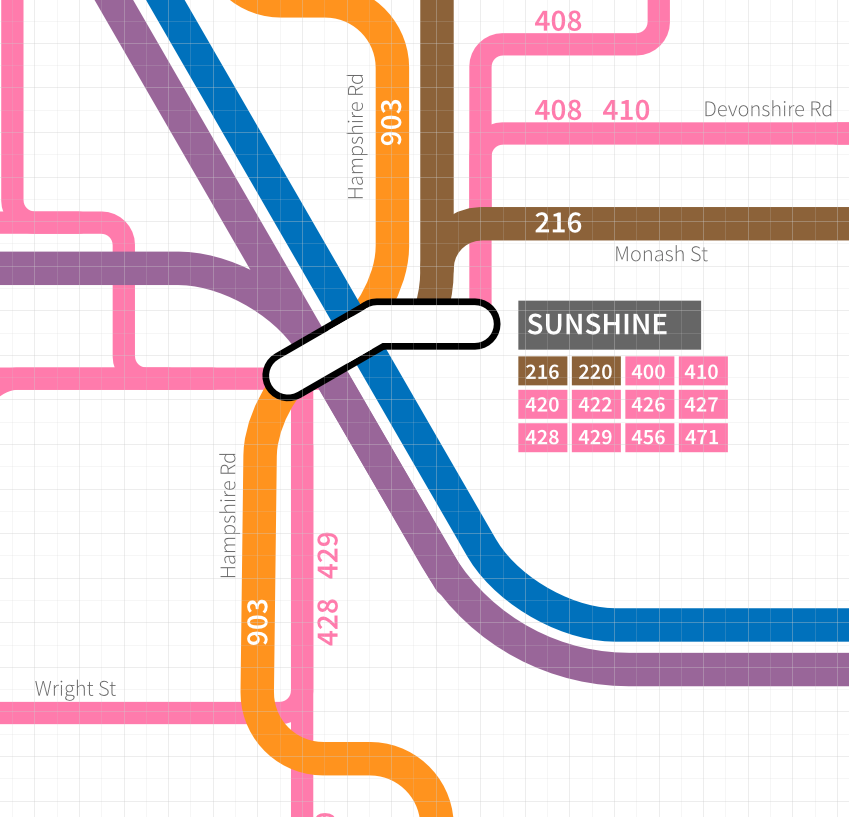 408
408 410
Devonshire Rd
Hampshire Rd
903
216
Monash St
SUNSHINE
216 220 400 410
420 422 426 427
428 429 456 471
Hampshire Rd
903
428 429
Wright St